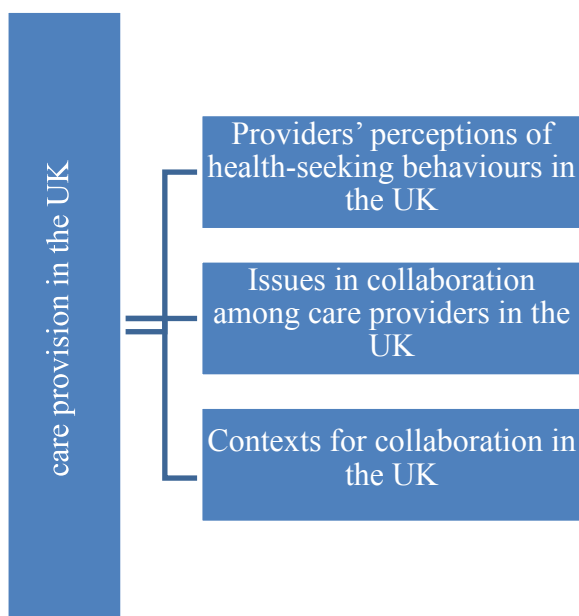 care provision in the UK
Providers’ perceptions of
health-seeking behaviours in
the UK
Issues in collaboration
among care providers in the
UK
Contexts for collaboration in
the UK